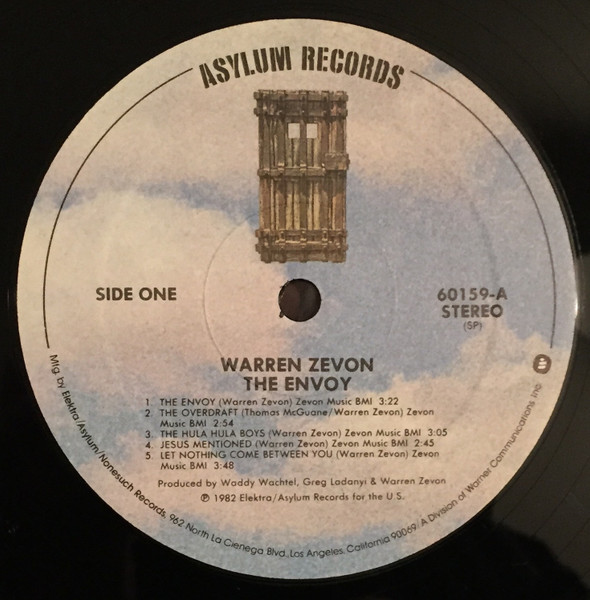 ASYLUM RECORDS
SIDE ONE
60159-A
STEREO
(SP)
WARREN ZEVON
THE ENVOY
1. THE ENVOY (Warren Zevon) Zevon Music BMI 3:22
2. THE OVERDRAFT (Thomas McGuane/Warren Zevon) Zevon
Music BMI 2:54
3. THE HULA HULA BOYS (Warren Zevon) Zevon Music BMI 3:05
4. JESUS MENTIONED (Warren Zevon) Zevon Music BMI 2:45
5. LET NOTHING COME BETWEEN YOU (Warren Zevon) Zevon
Music BMI 3:48
Produced by Waddy Wachtel, Greg Ladanyi & Warren Zevon
℗ 1982 Elektra/Asylum Records for the U.S.
Mfg. by Elektra/Asylum/Nonesuch Records, 962 North La Cienega Blvd., Los Angeles, California 90069/A Division of Warner Communications Inc.